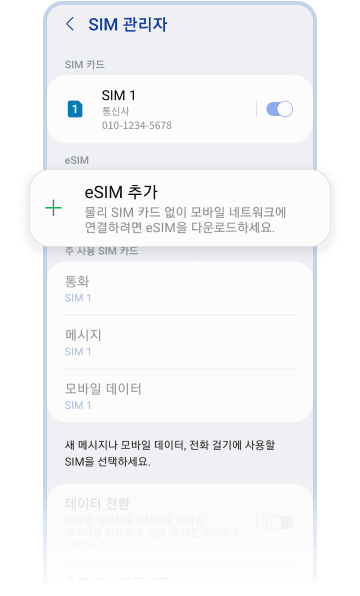 SIM 관리자
SIM 카드
1
SIM 1
통신사
010-1234-5678
eSIM
eSIM 추가
물리 SIM 카드 없이 모바일 네트워크에
연결하려면 eSIM을 다운로드하세요.
주 사용 SIM 카드
통화
SIM 1
메시지
SIM 1
모바일 데이터
SIM 1
새 메시지나 모바일 데이터, 전화 걸기에 사용할
SIM을 선택하세요.
데이터 전환